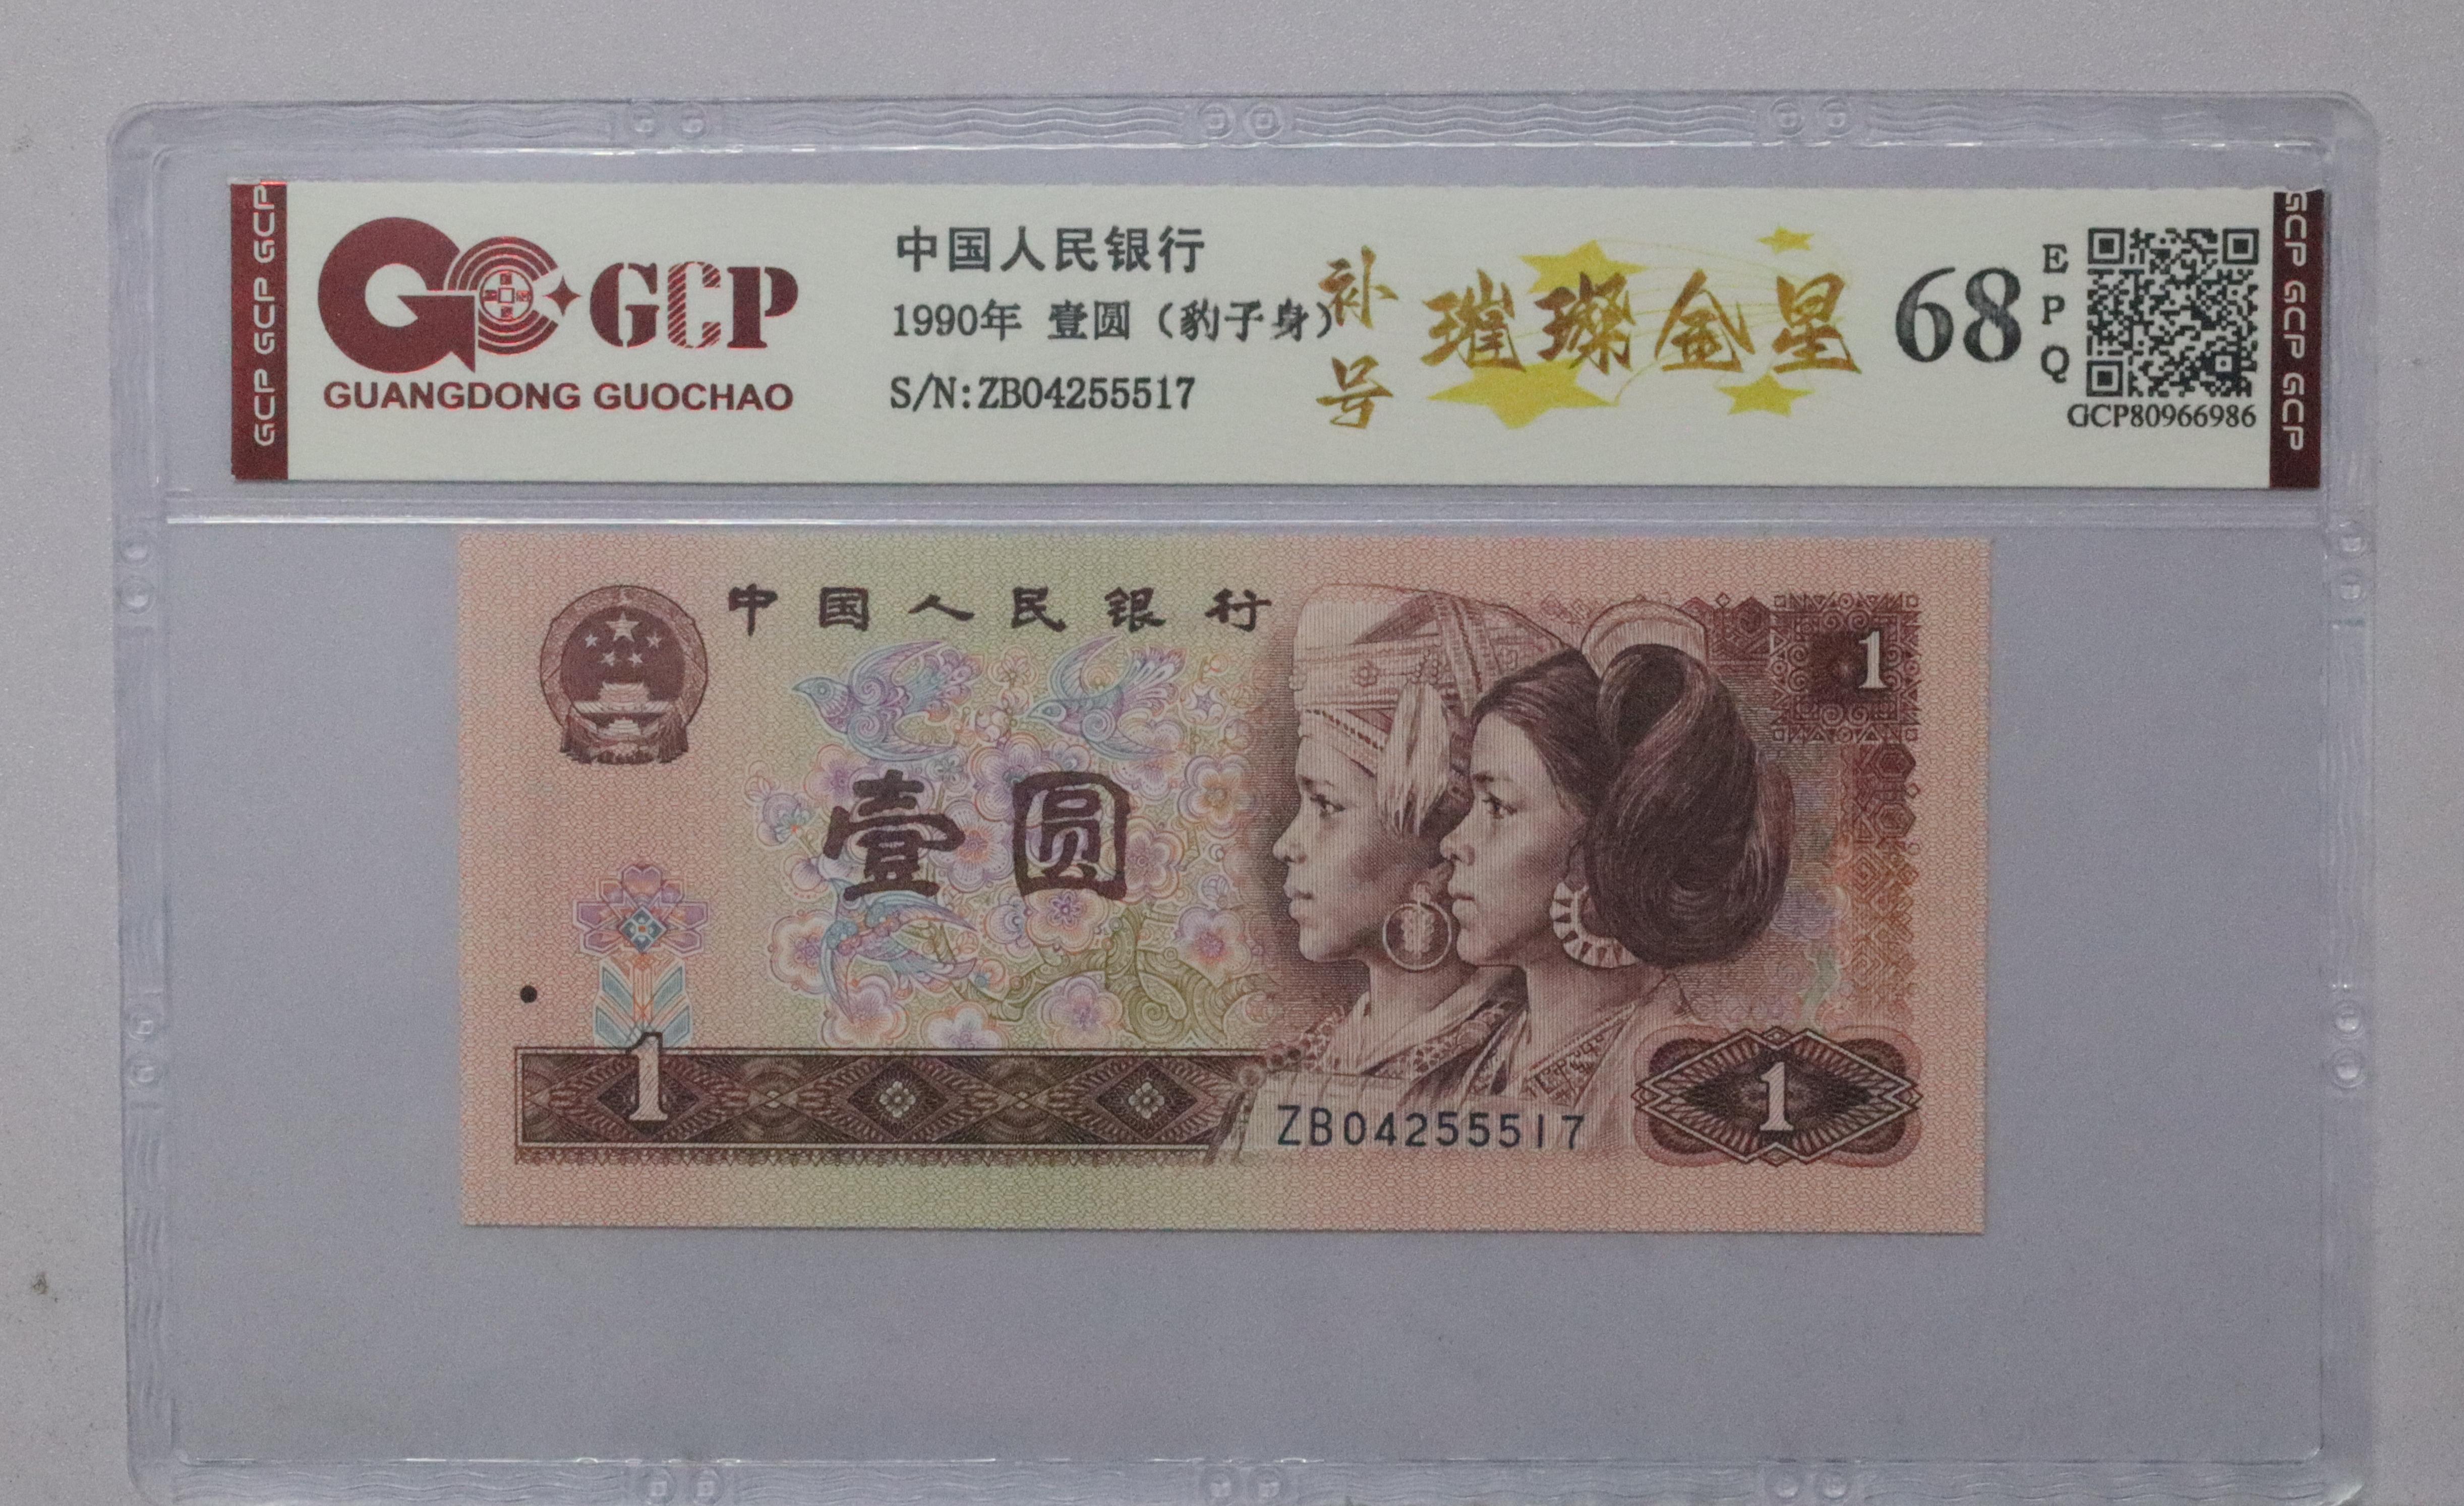 GCP GCP GCP
GCP
GUANGDONG GUOCHAO
中国人民银行
1990年 壹圆（豹子身）
S/N:ZB04255517
补号
璀璨金星
68
EPQ
GCP80966986
GCP GCP GCP
中国人民银行
1
壹圆
1
ZB04255517
1